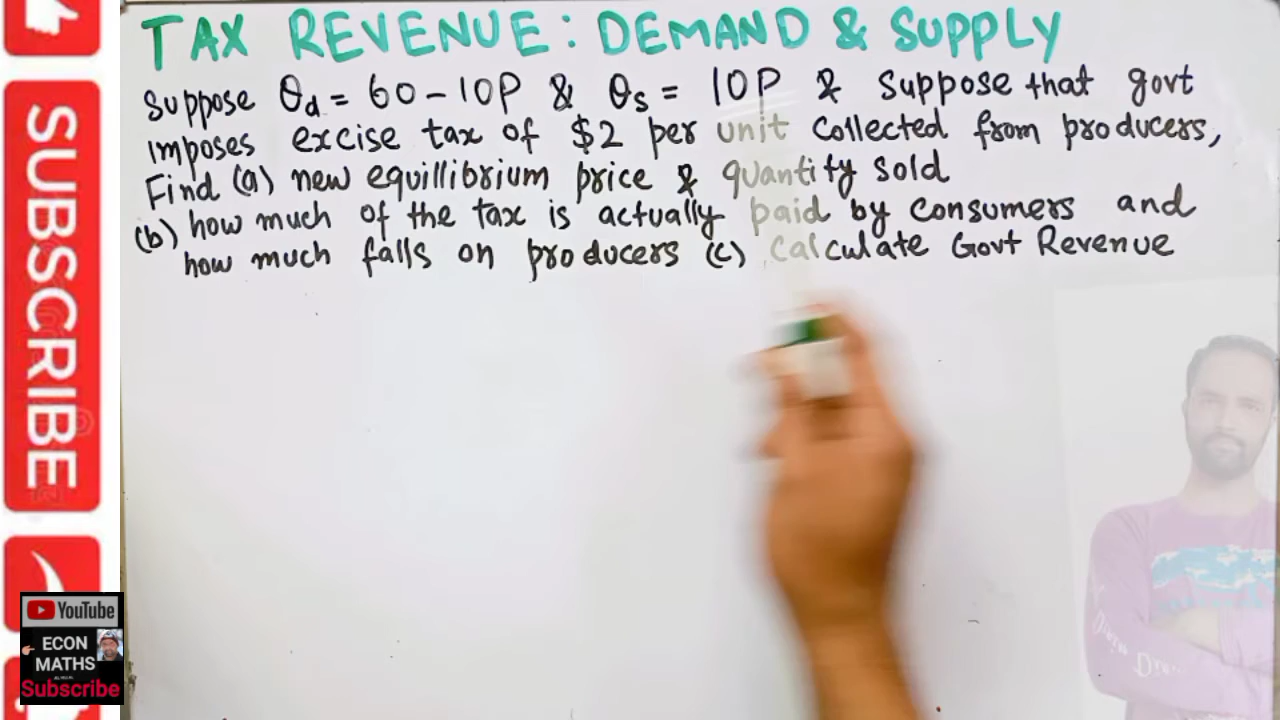 TAX REVENUE: DEMAND & SUPPLY
Suppose Qd = 60-10P & Qs = 10P & Suppose that govt
imposes excise tax of $2 per unit collected from producers,
Find (a) new equillibrium price & quantity sold
(b) how much of the tax is actually paid by consumers and
how much falls on producers (c) Calculate Govt Revenue
SUBSCRIBE
YouTube
ECON
MATHS
Subscribe